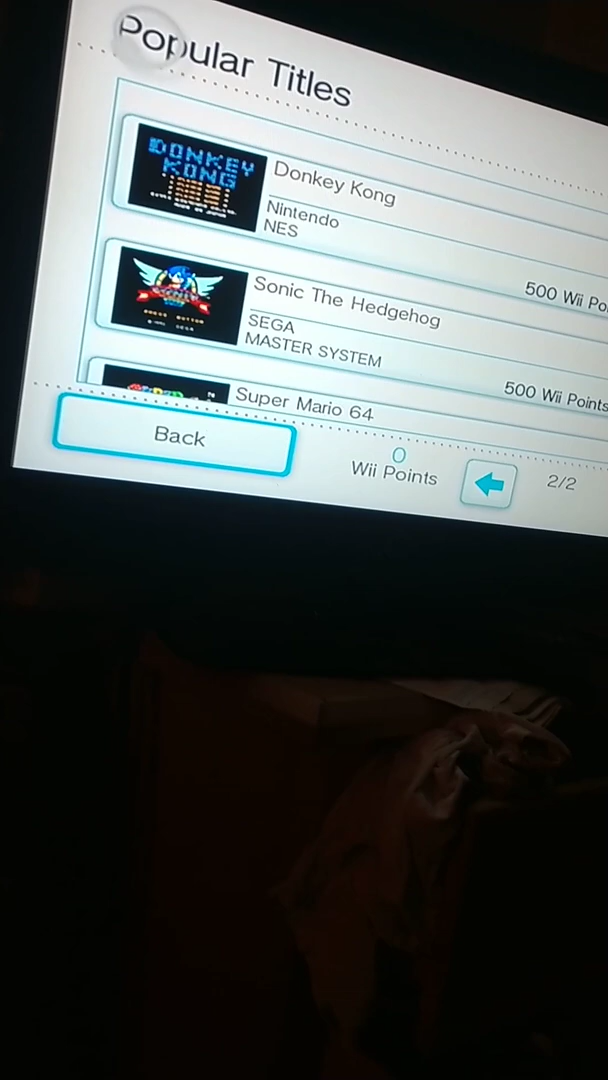 Popular Titles
DONKEY
KONG
Donkey Kong
Nintendo
NES
500 Wii Po
Sonic The Hedgehog
SEGA
MASTER SYSTEM
500 Wii Points
Super Mario 64
Back
0
Wii Points
2/2